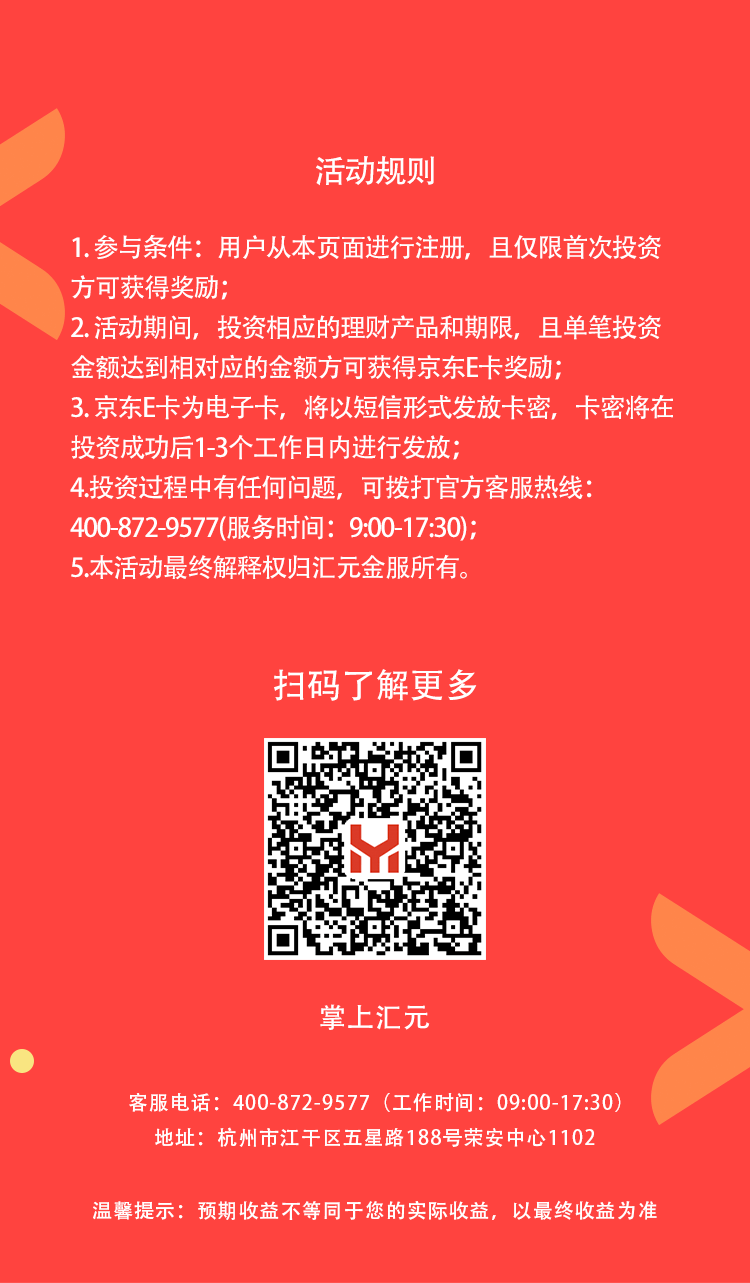 活动规则
1. 参与条件：用户从本页面进行注册，且仅限首次投资
方可获得奖励；
2. 活动期间，投资相应的理财产品和期限，且单笔投资
金额达到相对应的金额方可获得京东E卡奖励；
3. 京东E卡为电子卡，将以短信形式发放卡密，卡密将在
投资成功后1-3个工作日内进行发放；
4.投资过程中有任何问题，可拨打官方客服热线：
400-872-9577(服务时间：9:00-17:30)；
5.本活动最终解释权归汇元金服所有。
扫码了解更多
掌上汇元
客服电话：400-872-9577（工作时间：09:00-17:30）
地址：杭州市江干区五星路188号荣安中心1102
温馨提示：预期收益不等同于您的实际收益，以最终收益为准